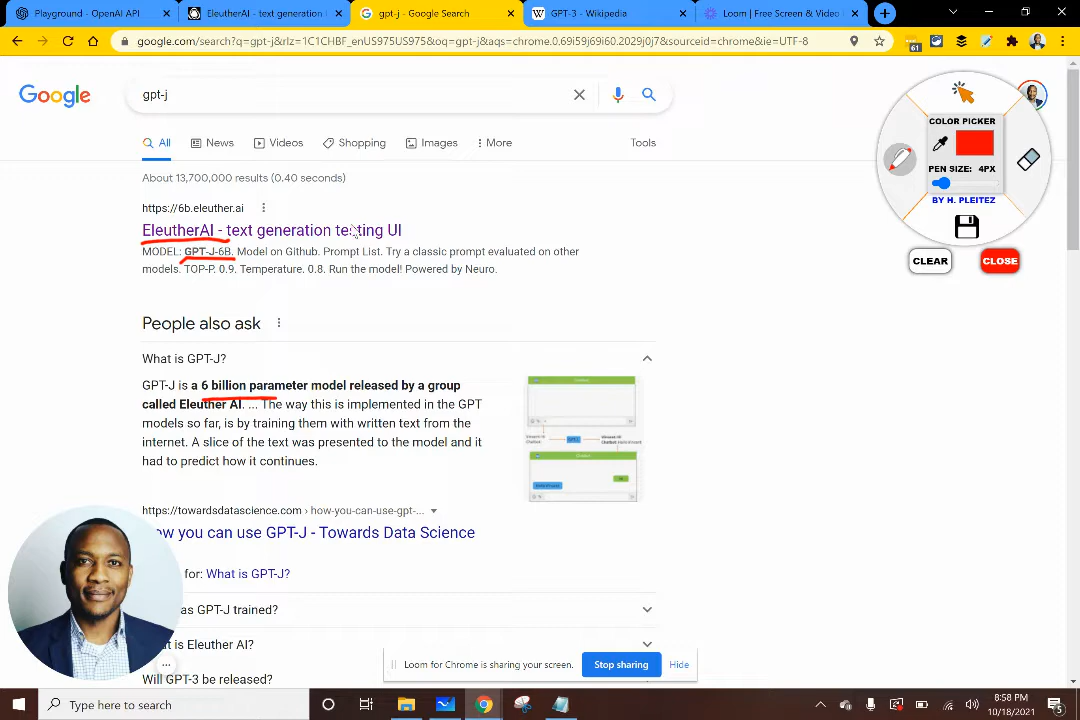 Playground - OpenAI API
EleutherAI - text generation
gpt-j - Google Search
GPT-3 - Wikipedia
Loom | Free Screen & Video
google.com/search?q=gpt-j&rlz=1C1CHBF_enUS975US975&oq=gpt-j&aqs=chrome.0.69i59j69i60.2029j0j7&sourceid=chrome&ie=UTF-8
61
Google
gpt-j
COLOR PICKER
PEN SIZE: 4PX
BY H. PLEITEZ
CLEAR
CLOSE
All
News
Videos
Shopping
Images
More
Tools
About 13,700,000 results (0.40 seconds)
https://6b.eleuther.ai
EleutherAI - text generation testing UI
MODEL: GPT-J-6B. Model on Github. Prompt List. Try a classic prompt evaluated on other
models. TOP-P. 0.9. Temperature. 0.8. Run the model! Powered by Neuro.
People also ask
What is GPT-J?
GPT-J is a 6 billion parameter model released by a group
called Eleuther AI. ... The way this is implemented in the GPT
models so far, is by training them with written text from the
internet. A slice of the text was presented to the model and it
had to predict how it continues.
https://towardsdatascience.com › how-you-can-use-gpt-...
ow you can use GPT-J - Towards Data Science
for: What is GPT-J?
as GPT-J trained?
t is Eleuther AI?
Will GPT-3 be released?
Loom for Chrome is sharing your screen.
Stop sharing
Hide
Type here to search
8:58 PM
10/18/2021
5